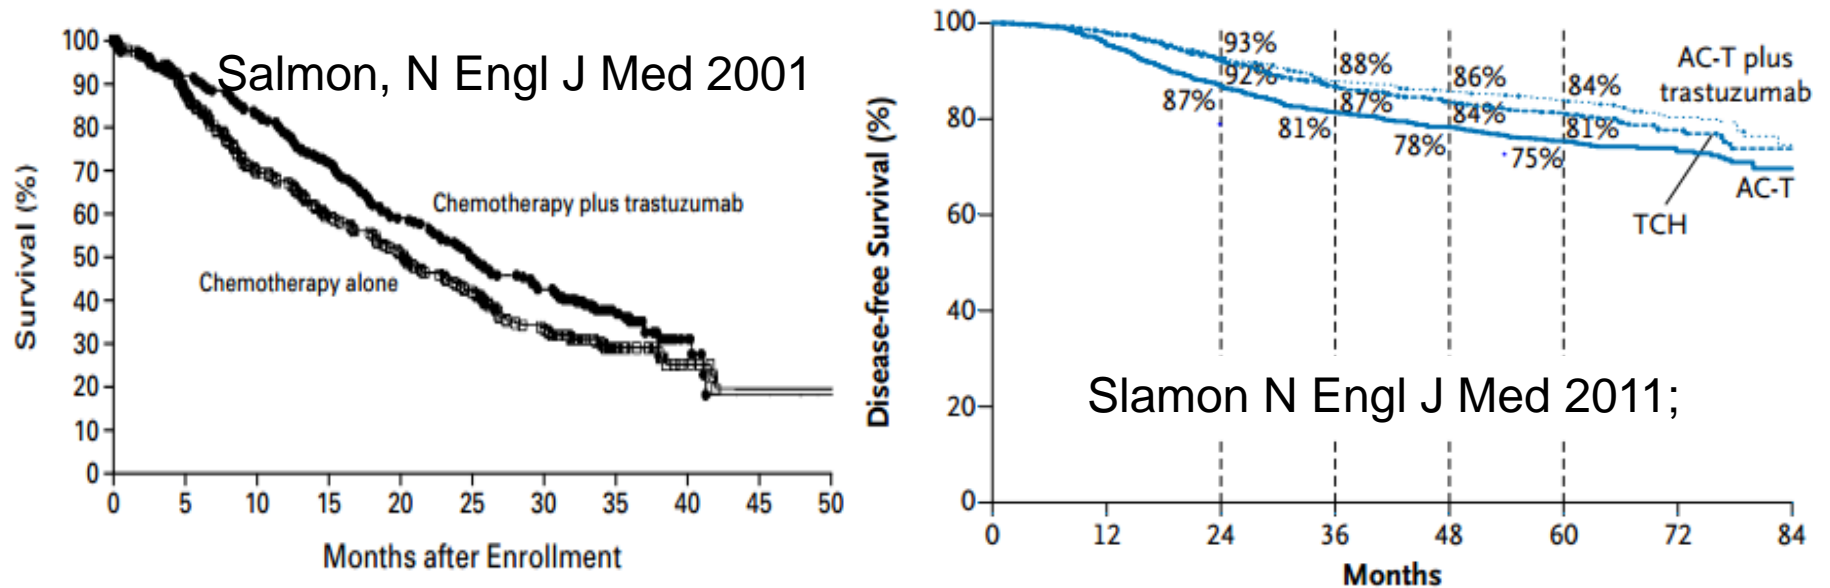 Salmon, N Engl J Med 2001
Survival (%)
100
90
80
70
60
50
40
30
20
10
0
Chemotherapy plus trastuzumab
Chemotherapy alone
0 5 10 15 20 25 30 35 40 45 50
Months after Enrollment
Disease-free Survival (%)
100
80
60
40
20
0
93%
92%
87%
88%
87%
81%
86%
84%
78%
84%
81%
75%
AC-T plus
trastuzumab
TCH
AC-T
Slamon N Engl J Med 2011;
0 12 24 36 48 60 72 84
Months